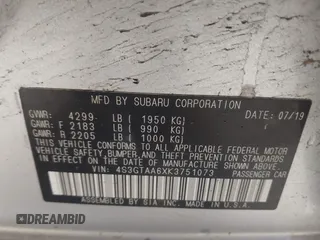 MFD BY SUBARU CORPORATION DATE: 07/19
GVWR: 4299 LB ( 1950 KG)
GAWR: F 2183 LB ( 990 KG)
GAWR: R 2205 LB ( 1000 KG)
THIS VEHICLE CONFORMS TO ALL APPLICABLE FEDERAL MOTOR
VEHICLE SAFETY, BUMPER, AND THEFT PREVENTION STANDARDS
IN EFFECT ON THE DATE OF MANUFACTURE SHOWN ABOVE.
VIN: 4S3GTAA6XK3751073 PASSENGER CAR
ASSEMBLED BY SIA INC. MADE IN U.S.A.
DREAMBID